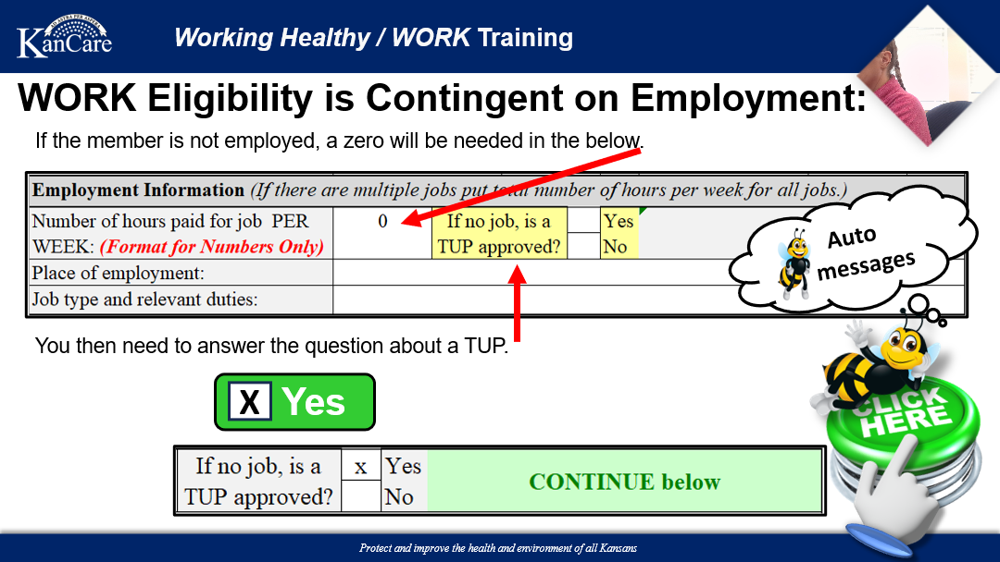 AD ASTRA PER ASPERA
KanCare
Working Healthy / WORK Training
WORK Eligibility is Contingent on Employment:
If the member is not employed, a zero will be needed in the below.
Employment Information (If there are multiple jobs put total number of hours per week for all jobs.)
Number of hours paid for job PER
WEEK: (Format for Numbers Only)
0
If no job, is a
TUP approved?
Yes
No
Place of employment:
Job type and relevant duties:
Auto
messages
You then need to answer the question about a TUP.
X Yes
CLICK
HERE
If no job, is a
TUP approved?
x Yes
No
CONTINUE below
Protect and improve the health and environment of all Kansans